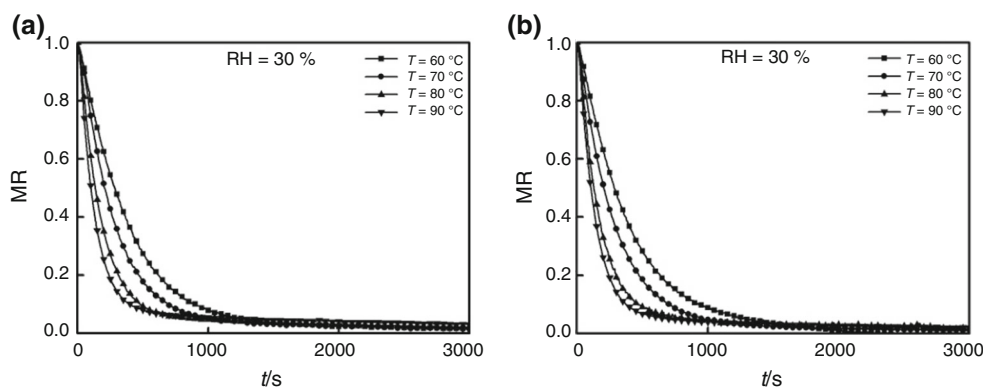 (a)
1.0
0.8
0.6
0.4
0.2
0.0
MR
RH = 30 %
T = 60 °C
T = 70 °C
T = 80 °C
T = 90 °C
0 1000 2000 3000
t/s
(b)
1.0
0.8
0.6
0.4
0.2
0.0
MR
RH = 30 %
T = 60 °C
T = 70 °C
T = 80 °C
T = 90 °C
0 1000 2000 3000
t/s